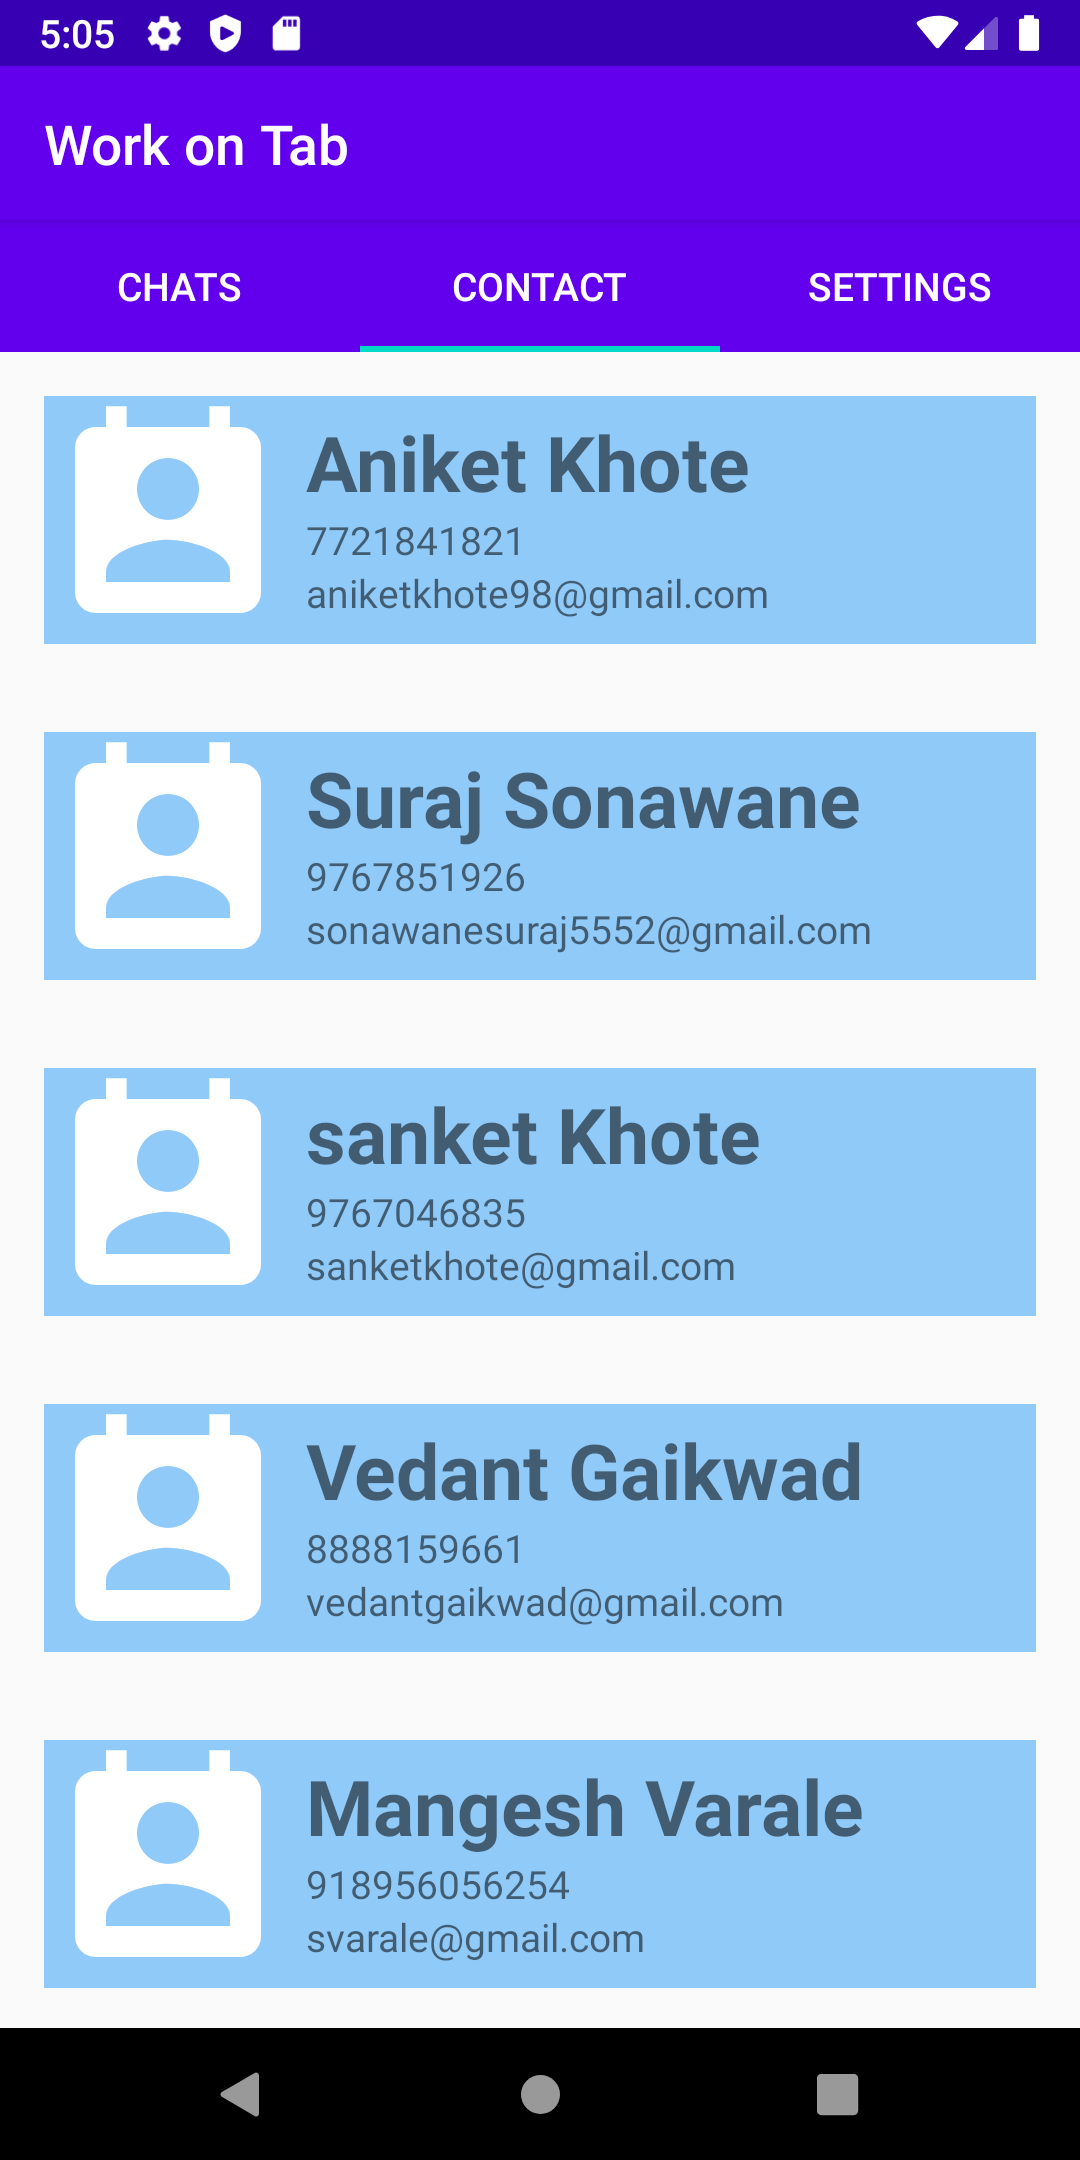 5:05
Work on Tab
CHATS CONTACT SETTINGS
Aniket Khote
7721841821
aniketkhote98@gmail.com
Suraj Sonawane
9767851926
sonawanesuraj5552@gmail.com
sanket Khote
9767046835
sanketkhote@gmail.com
Vedant Gaikwad
8888159661
vedantgaikwad@gmail.com
Mangesh Varale
918956056254
svarale@gmail.com